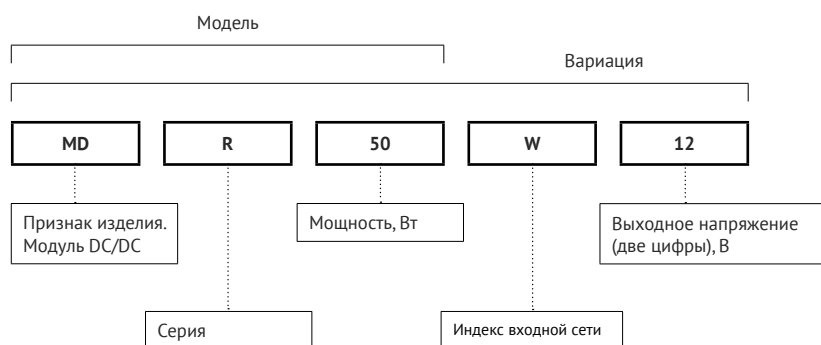 Модель
Вариация
MD
R
50
W
12
Признак изделия.
Модуль DC/DC
Мощность, Вт
Выходное напряжение
(две цифры), В
Серия
Индекс входной сети